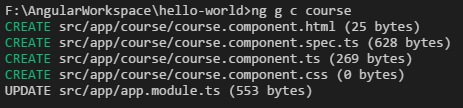 F:\AngularWorkspace\hello-world>ng g c course
CREATE src/app/course/course.component.html (25 bytes)
CREATE src/app/course/course.component.spec.ts (628 bytes)
CREATE src/app/course/course.component.ts (269 bytes)
CREATE src/app/course/course.component.css (0 bytes)
UPDATE src/app/app.module.ts (553 bytes)